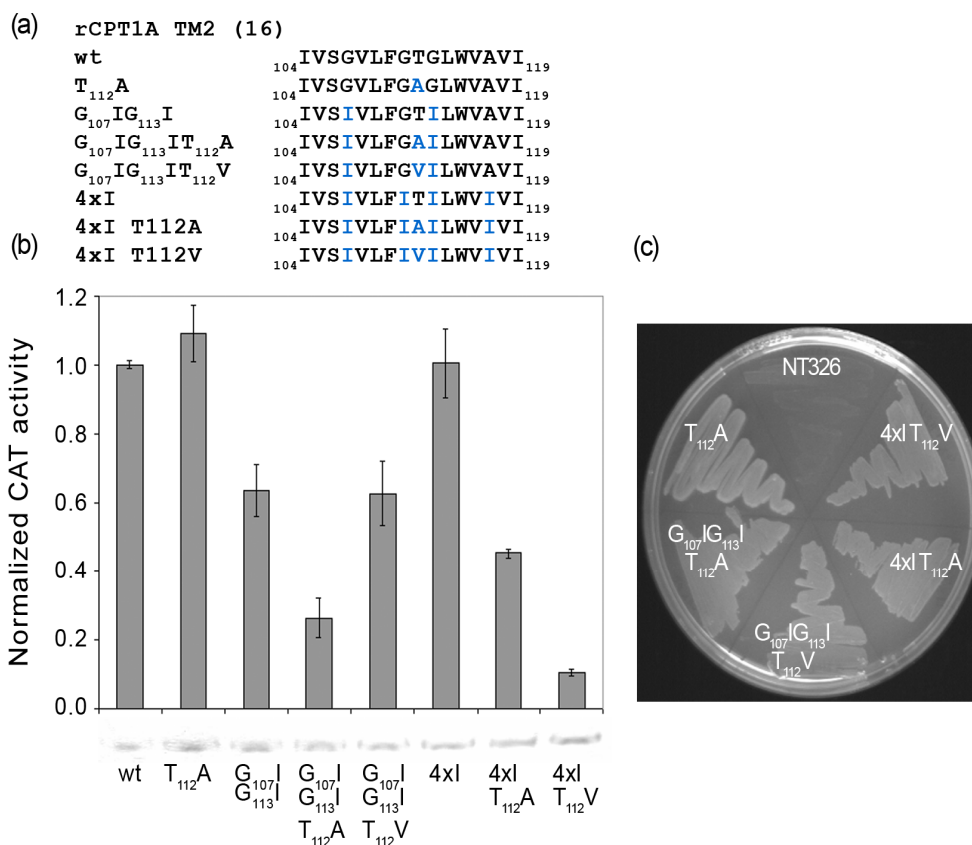 (a) rCPT1A TM2 (16)
wt 104IVSGVLFGTGLWVAVI119
T112A 104IVSGVLFGAGLWVAVI119
G107IG113I 104IVSIVLFGTILWVAVI119
G107IG113IT112A 104IVSIVLFGAILWVAVI119
G107IG113IT112V 104IVSIVLFGVILWVAVI119
4xI 104IVSIVLFITILWVIVI119
4xI T112A 104IVSIVLFIAILWVIVI119
4xI T112V 104IVSIVLFIVILWVIVI119
(b)
Normalized CAT activity
1.2
1.0
0.8
0.6
0.4
0.2
0.0
wt
T112A
G107I
G113I
G107I
G113I
T112A
G107I
G113I
T112V
4xI
4xI
T112A
4xI
T112V
(c)
NT326
T112A
4xI T112V
G107IG113I
T112A
4xI T112A
G107IG113I
T112V